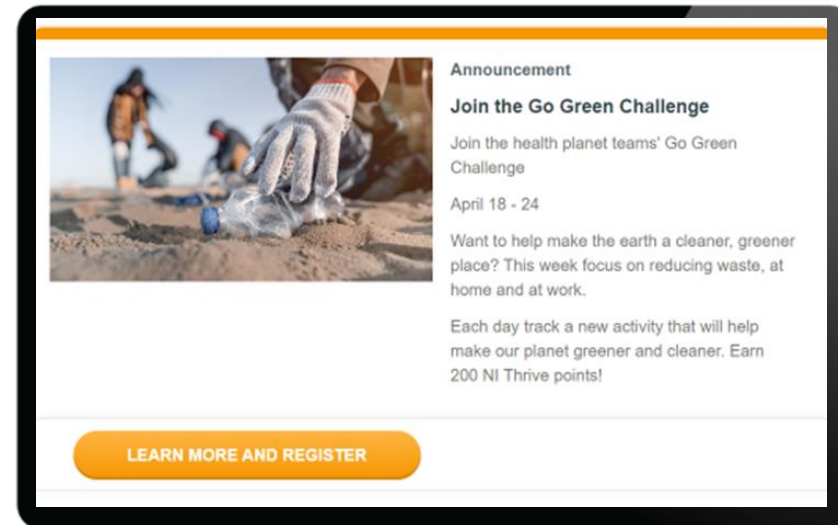 Announcement
Join the Go Green Challenge
Join the health planet teams' Go Green
Challenge
April 18 - 24
Want to help make the earth a cleaner, greener
place? This week focus on reducing waste, at
home and at work.
Each day track a new activity that will help
make our planet greener and cleaner. Earn
200 NI Thrive points!
LEARN MORE AND REGISTER